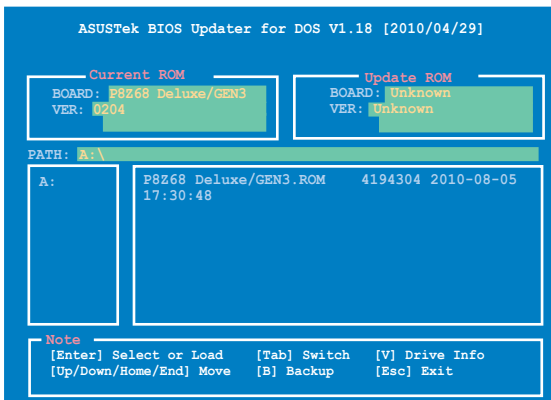 ASUSTek BIOS Updater for DOS V1.18 [2010/04/29]
Current ROM
BOARD: P8Z68 Deluxe/GEN3
VER: 0204
Update ROM
BOARD: Unknown
VER: Unknown
PATH: A:\
A:
P8Z68 Deluxe/GEN3.ROM 4194304 2010-08-05
17:30:48
Note
[Enter] Select or Load [Tab] Switch [V] Drive Info
[Up/Down/Home/End] Move [B] Backup [Esc] Exit